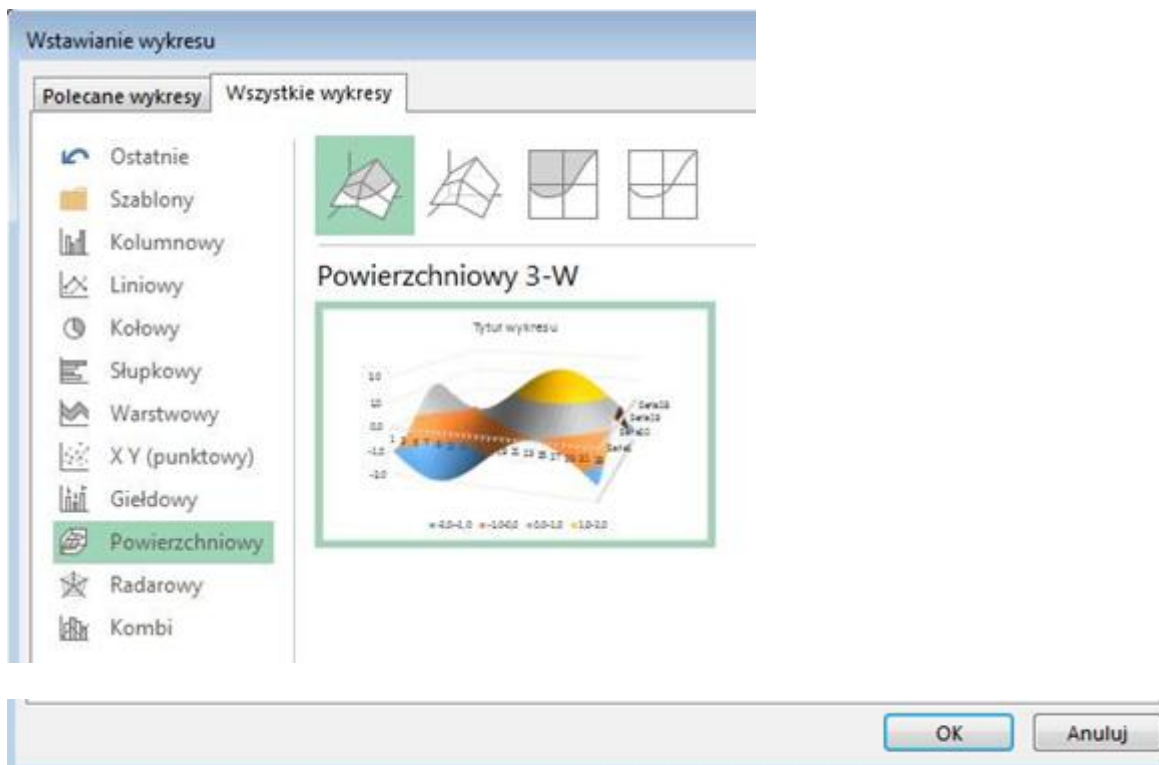 Wstawianie wykresu
Polecane wykresy Wszystkie wykresy
Ostatnie
Szablony
Kolumnowy
Liniowy
Kołowy
Słupkowy
Warstwowy
X Y (punktowy)
Giełdowy
Powierzchniowy
Radarowy
Kombi
Powierzchniowy 3-W
Tytuł wykresu
OK Anuluj